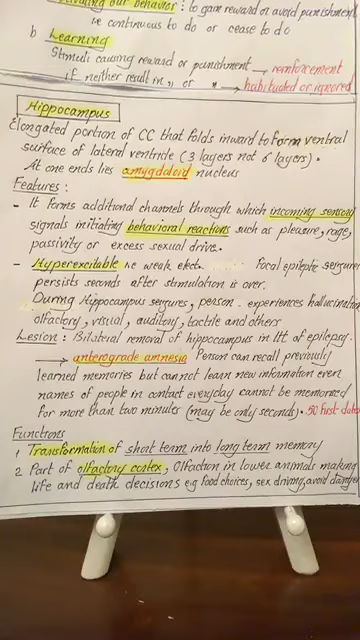 our behavior : to gain reward or avoid punishment
ie continuous to do or cease to do
b Learning
Stimuli causing reward or punishment → reinforcement
if neither result in " or " → habituated or ignored
Hippocampus
Elongated portion of CC that folds inward to form ventral
surface of lateral ventricle (3 layers not 6 layers).
At one end lies amygdaloid nucleus
Features :
- It forms additional channels through which incoming sensory
signals initiating behavioral reactions such as pleasure, rage,
passivity or excess sexual drive.
- Hyperexcitable ie weak elect. focal epileptic seizures
persists seconds after stimulation is over.
During Hippocampus seizures, person experiences hallucination
olfactory, visual, auditory, tactile and others
Lesion : Bilateral removal of hippocampus in ttt of epilepsy.
→ anterograde amnesia Person can recall previously
learned memories but cannot learn new information even
names of people in contact everyday cannot be memorized
for more than two minuter (may be only seconds). 50 first dates
Functions
1 Transformation of short term into long term memory
2 Part of olfactory cortex, Olfaction in lower animals making
life and death decisions e.g food choices, sex driving, avoid danger